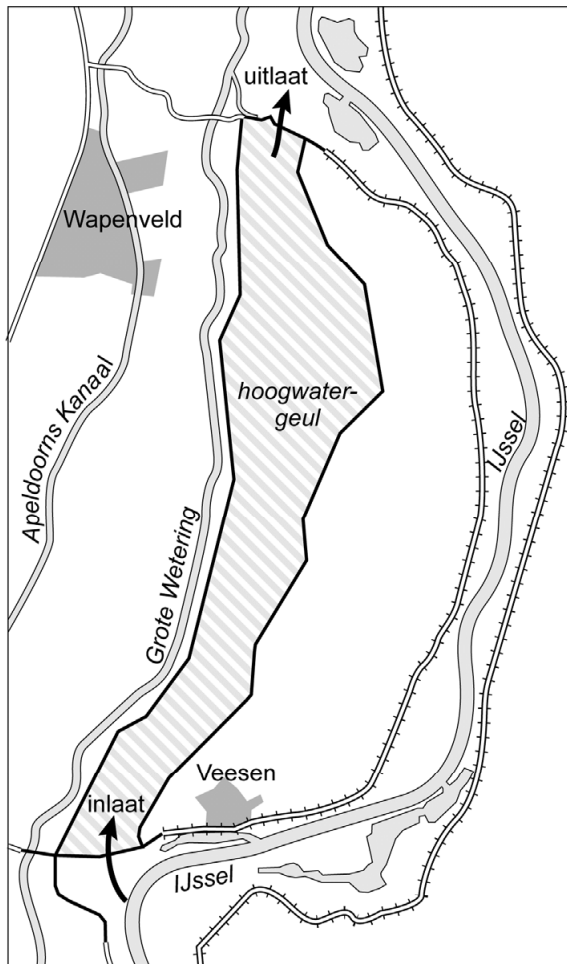 uitlaat
Wapenveld
hoogwater-
geul
Apeldoorns Kanaal
IJssel
Grote Wetering
Veesen
inlaat
IJssel